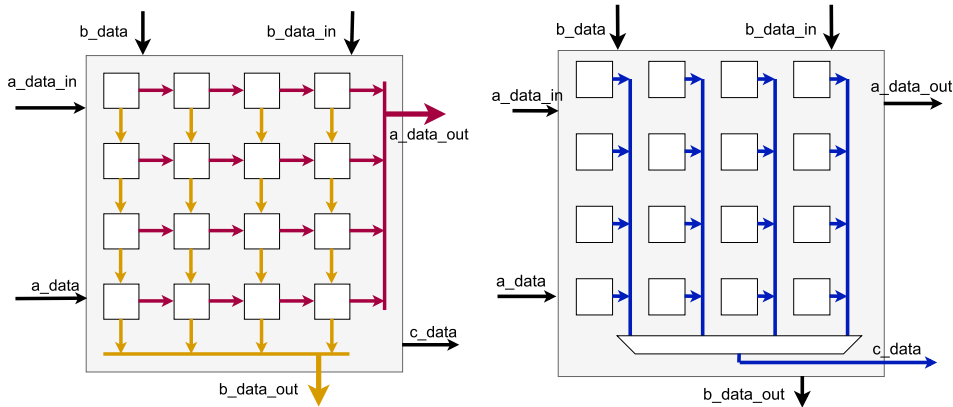 b_data
b_data_in
a_data_in
a_data_out
a_data
c_data
b_data_out
b_data
b_data_in
a_data_in
a_data_out
a_data
c_data
b_data_out